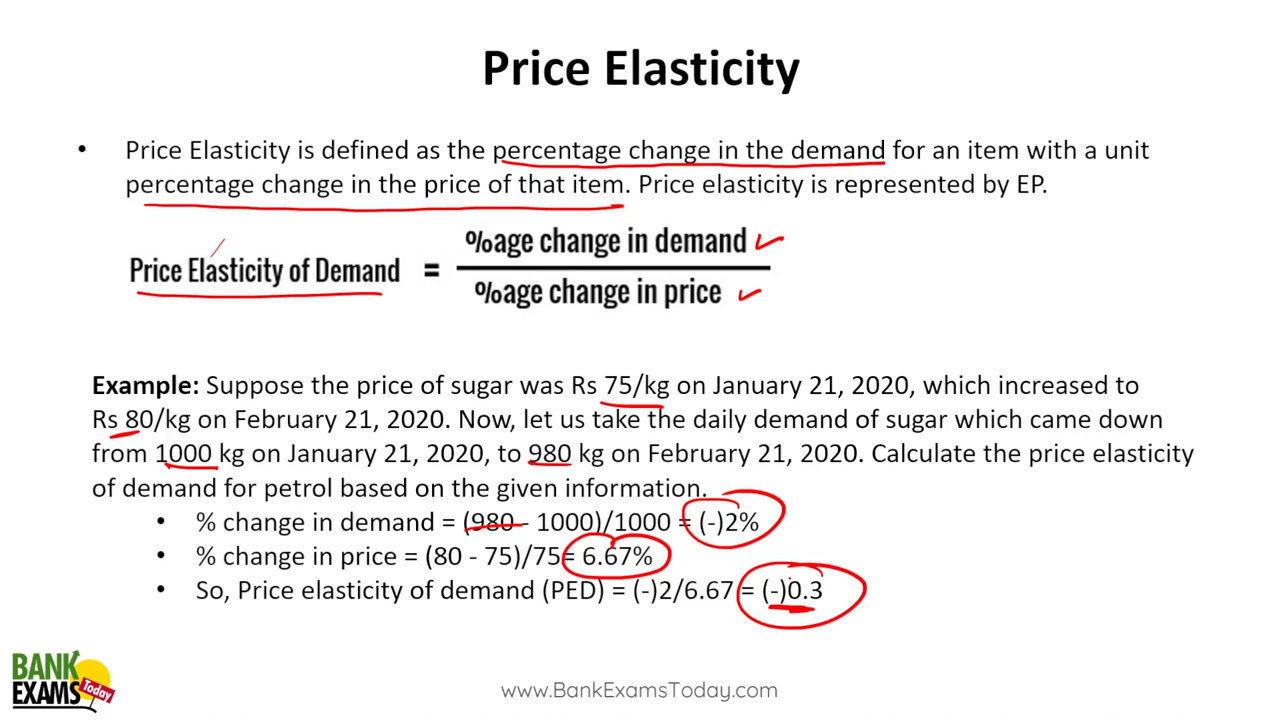 Price Elasticity
• Price Elasticity is defined as the percentage change in the demand for an item with a unit
percentage change in the price of that item. Price elasticity is represented by EP.
Price Elasticity of Demand = %age change in demand
%age change in price
Example: Suppose the price of sugar was Rs 75/kg on January 21, 2020, which increased to
Rs 80/kg on February 21, 2020. Now, let us take the daily demand of sugar which came down
from 1000 kg on January 21, 2020, to 980 kg on February 21, 2020. Calculate the price elasticity
of demand for petrol based on the given information.
• % change in demand = (980 - 1000)/1000 = (-)2%
• % change in price = (80 - 75)/75= 6.67%
• So, Price elasticity of demand (PED) = (-)2/6.67 = (-)0.3
BANK
EXAMS
Today
www.BankExamsToday.com